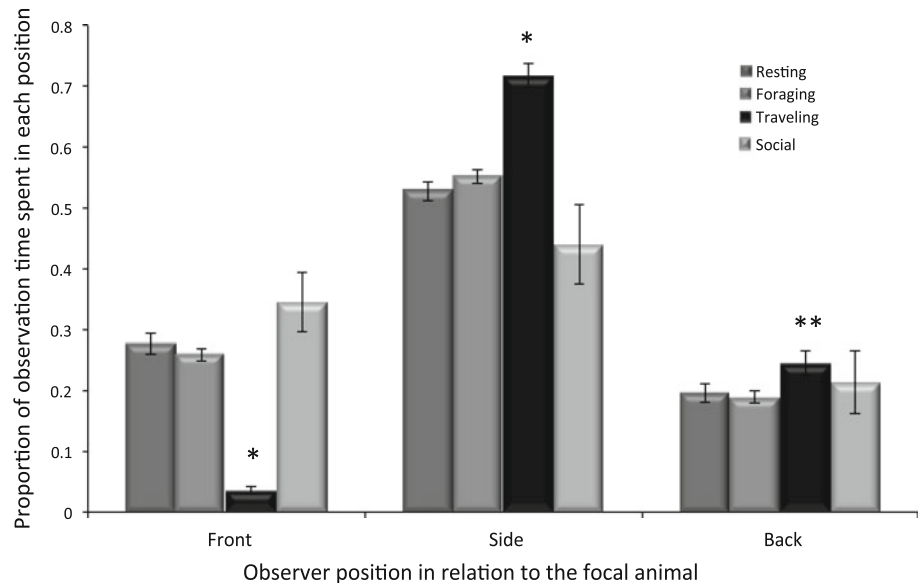 Proportion of observation time spent in each position
0.8
0.7
0.6
0.5
0.4
0.3
0.2
0.1
0
*
*
**
Resting
Foraging
Traveling
Social
Front
Side
Back
Observer position in relation to the focal animal